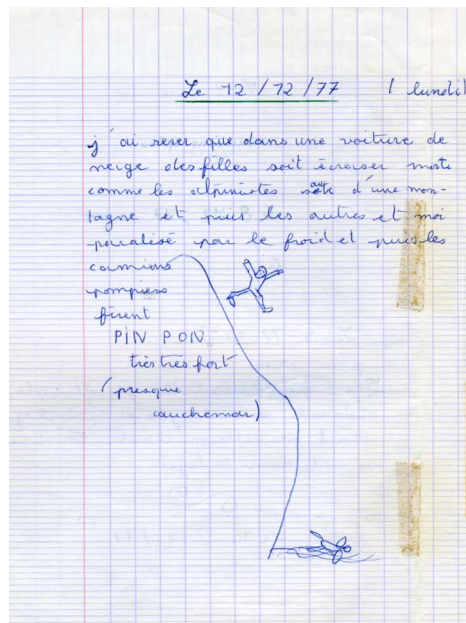 Le 12/12/77 (lundi)
j'ai rever que dans une voiture de
neige des filles soit écraser morte
comme les alpinistes saute d'une mon-
tagne et puis les autres et moi
paralisé par le froid et puis les
camions
pompiers
firent
PIN PON
très très fort
(presque
cauchemar)